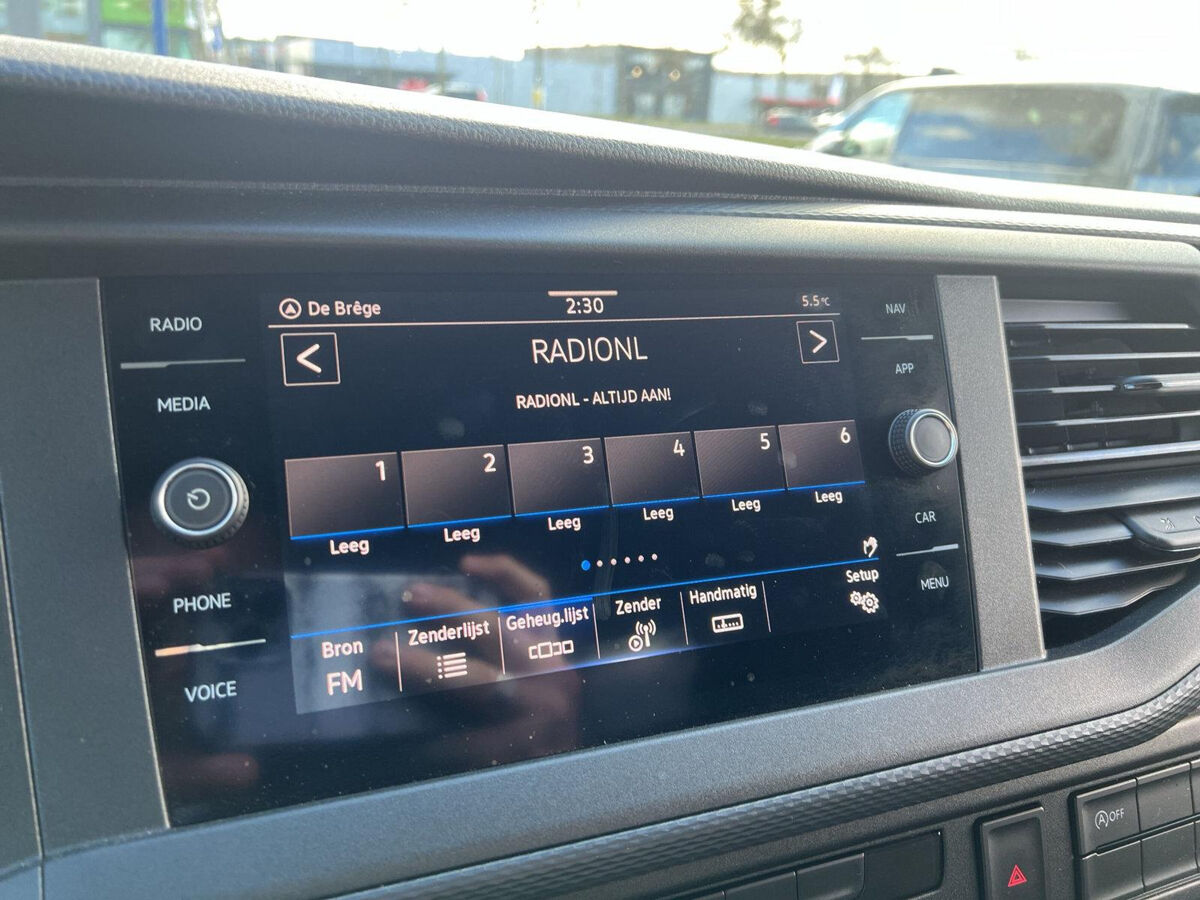 RADIO
MEDIA
PHONE
VOICE
De Brêge
2:30
5.5°C
<
RADIONL
>
RADIONL - ALTIJD AAN!
1
2
3
4
5
6
Leeg
Leeg
Leeg
Leeg
Leeg
Leeg
Bron
FM
Zenderlijst
Geheug.lijst
Zender
Handmatig
Setup
NAV
APP
CAR
MENU
A OFF